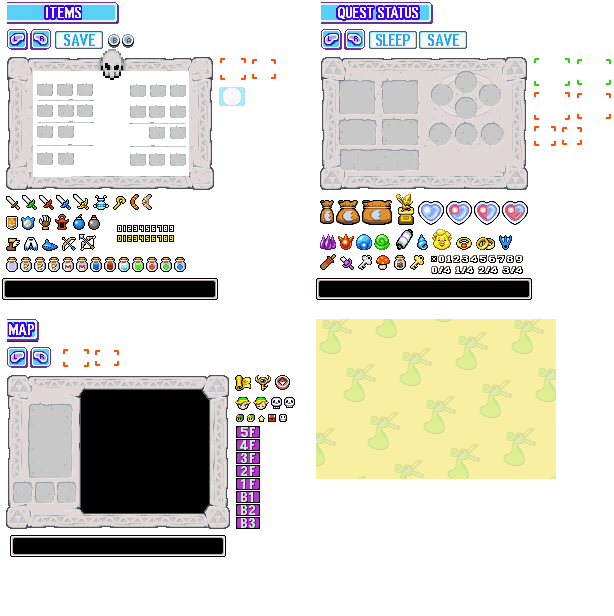 ITEMS
QUEST STATUS
L R SAVE
L R SLEEP SAVE
0123456789
0123456789
×0123456789
0/4 1/4 2/4 3/4
MAP
L R
5F
4F
3F
2F
1F
B1
B2
B3